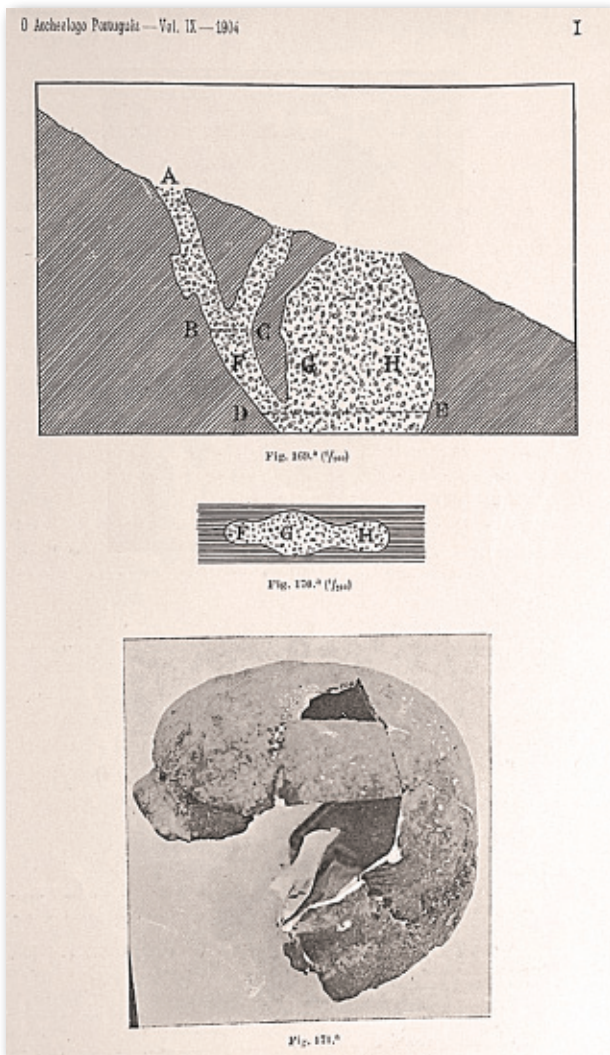 O Archeologo Português — Vol. IX — 1904
I
A
B
C
F
G
H
D
E
Fig. 169.ª
F
G
H
Fig. 170.ª
Fig. 171.ª